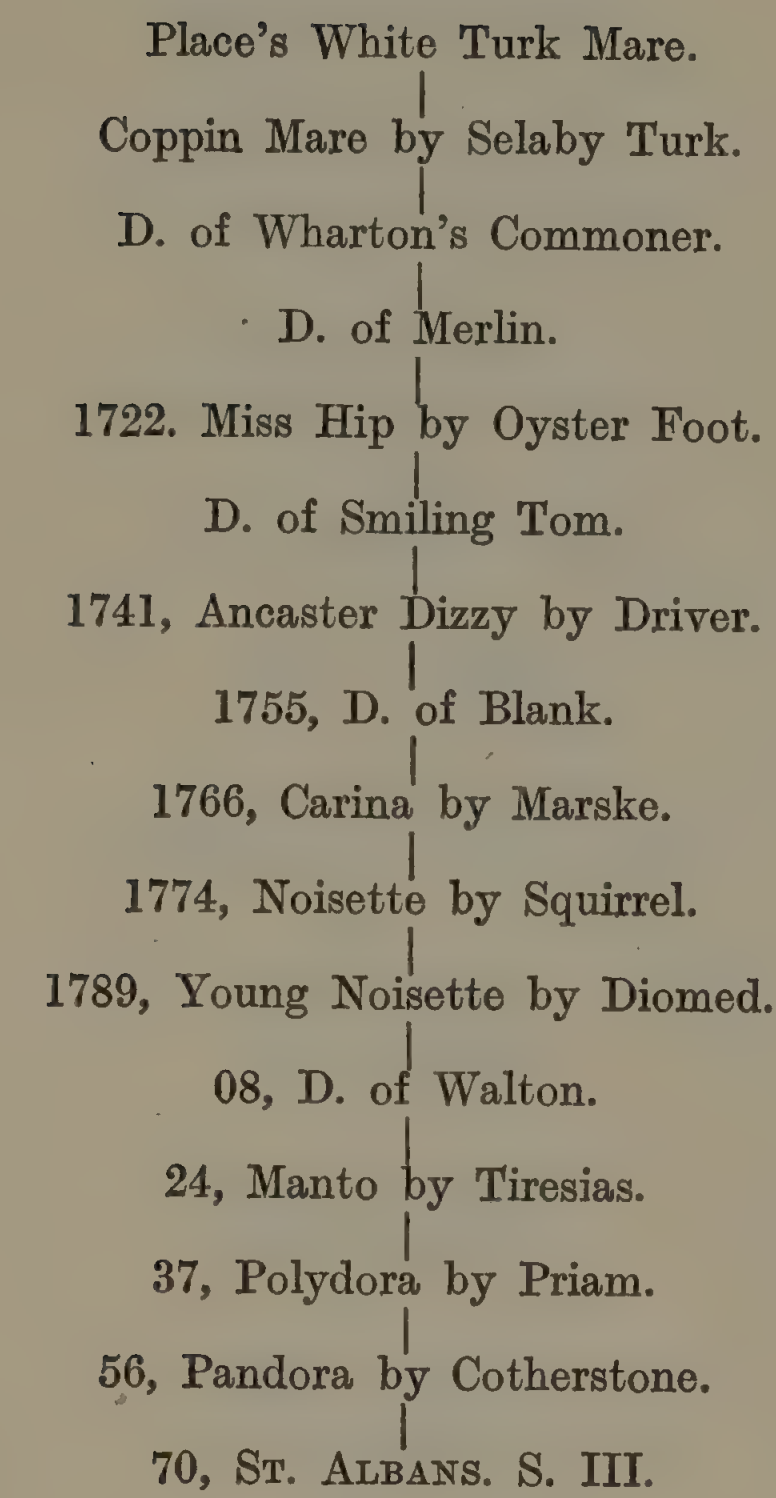 Place's White Turk Mare.
Coppin Mare by Selaby Turk.
D. of Wharton's Commoner.
D. of Merlin.
1722. Miss Hip by Oyster Foot.
D. of Smiling Tom.
1741, Ancaster Dizzy by Driver.
1755, D. of Blank.
1766, Carina by Marske.
1774, Noisette by Squirrel.
1789, Young Noisette by Diomed.
08, D. of Walton.
24, Manto by Tiresias.
37, Polydora by Priam.
56, Pandora by Cotherstone.
70, ST. ALBANS. S. III.